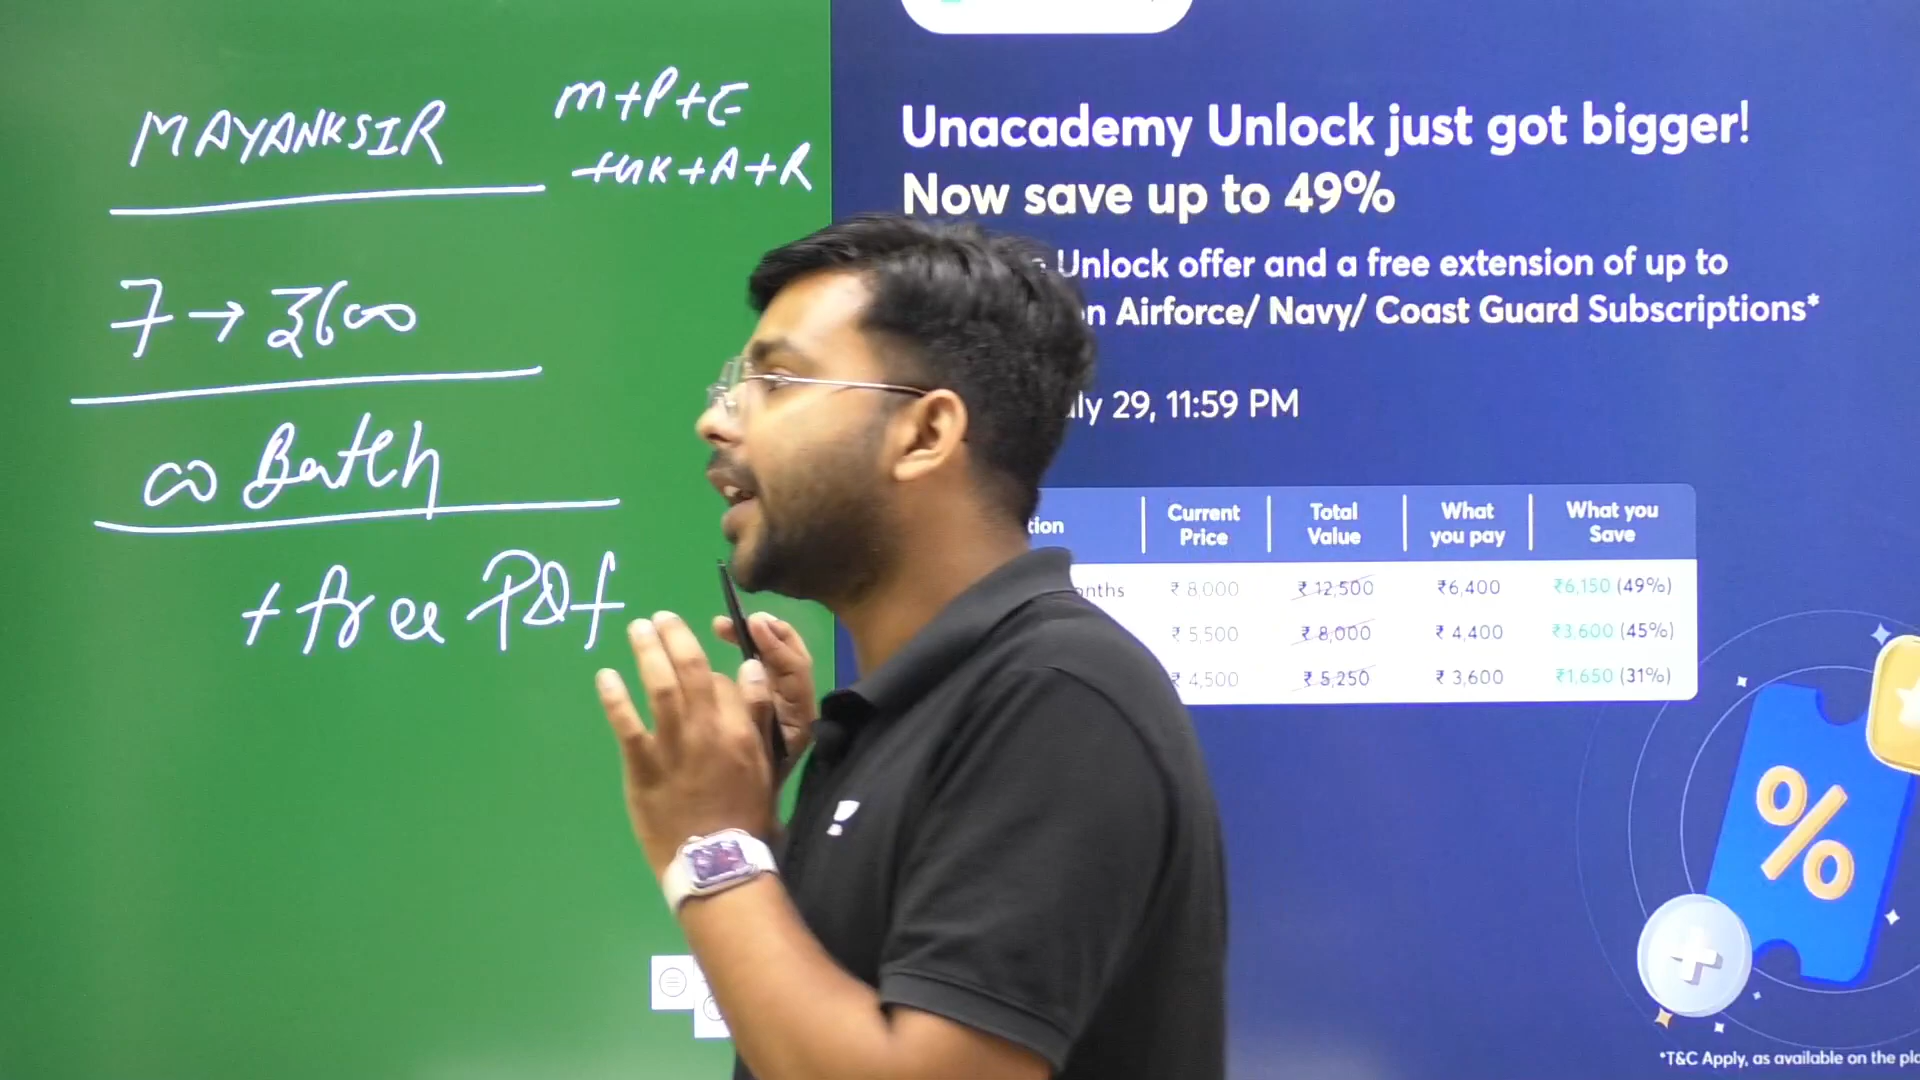 MAYANKSIR
M+P+E
+GK+A+R
7→3600
∞ Batch
+ free PDF
Unacademy Unlock just got bigger!
Now save up to 49%
Unlock offer and a free extension of up to
n Airforce/ Navy/ Coast Guard Subscriptions*
ly 29, 11:59 PM
tion Current Price Total Value What you pay What you Save
onths ₹ 8,000 ₹ 12,500 ₹6,400 ₹6,150 (49%)
₹ 5,500 ₹ 8,000 ₹ 4,400 ₹3,600 (45%)
₹ 4,500 ₹ 5,250 ₹ 3,600 ₹1,650 (31%)
%
*T&C Apply, as available on the pla